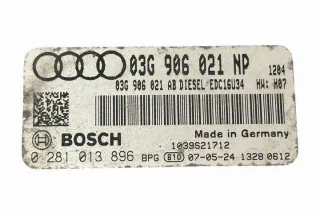 03G 906 021 NP 1204
03G 906 021 AB DIESEL EDC16U34 HW: H07
BOSCH
Made in Germany
1039S21712
0 281 013 896 BPG 810 07-05-24 1328 0612